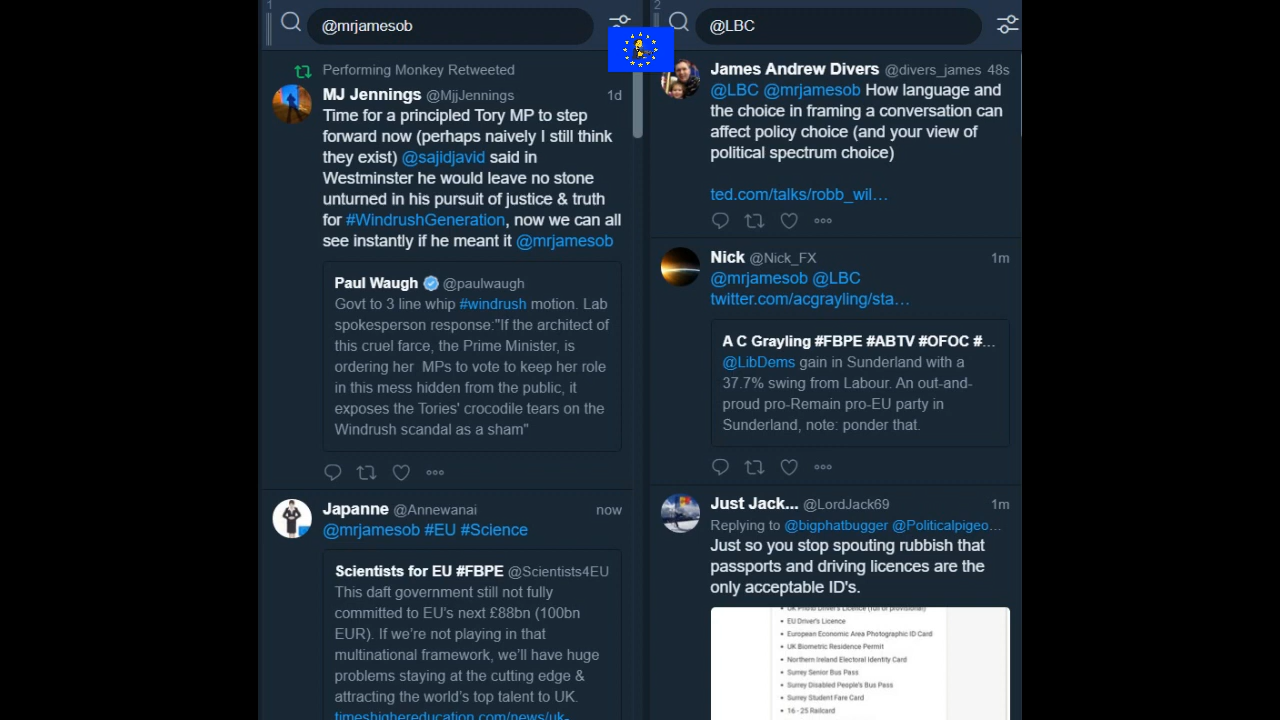 1
@mrjamesob
Performing Monkey Retweeted
MJ Jennings @MjjJennings 1d
Time for a principled Tory MP to step
forward now (perhaps naively I still think
they exist) @sajidjavid said in
Westminster he would leave no stone
unturned in his pursuit of justice & truth
for #WindrushGeneration, now we can all
see instantly if he meant it @mrjamesob
Paul Waugh @paulwaugh
Govt to 3 line whip #windrush motion. Lab
spokesperson response:"If the architect of
this cruel farce, the Prime Minister, is
ordering her MPs to vote to keep her role
in this mess hidden from the public, it
exposes the Tories' crocodile tears on the
Windrush scandal as a sham"
Japanne @Annewanai now
@mrjamesob #EU #Science
Scientists for EU #FBPE @Scientists4EU
This daft government still not fully
committed to EU's next £88bn (100bn
EUR). If we're not playing in that
multinational framework, we'll have huge
problems staying at the cutting edge &
attracting the world's top talent to UK.
timeshighereducation.com/news/uk-
2
@LBC
James Andrew Divers @divers_james 48s
@LBC @mrjamesob How language and
the choice in framing a conversation can
affect policy choice (and your view of
political spectrum choice)
ted.com/talks/robb_wil…
Nick @Nick_FX 1m
@mrjamesob @LBC
twitter.com/acgrayling/sta…
A C Grayling #FBPE #ABTV #OFOC #...
@LibDems gain in Sunderland with a
37.7% swing from Labour. An out-and-
proud pro-Remain pro-EU party in
Sunderland, note: ponder that.
Just Jack... @LordJack69 1m
Replying to @bigphatbugger @Politicalpigeo...
Just so you stop spouting rubbish that
passports and driving licences are the
only acceptable ID's.
UK Photo Driver's Licence (full or provisional)
• EU Driver's Licence
• European Economic Area Photographic ID Card
• UK Biometric Residence Permit
• Northern Ireland Electoral Identity Card
• Surrey Senior Bus Pass
• Surrey Disabled People's Bus Pass
• Surrey Student Fare Card
• 16 - 25 Railcard